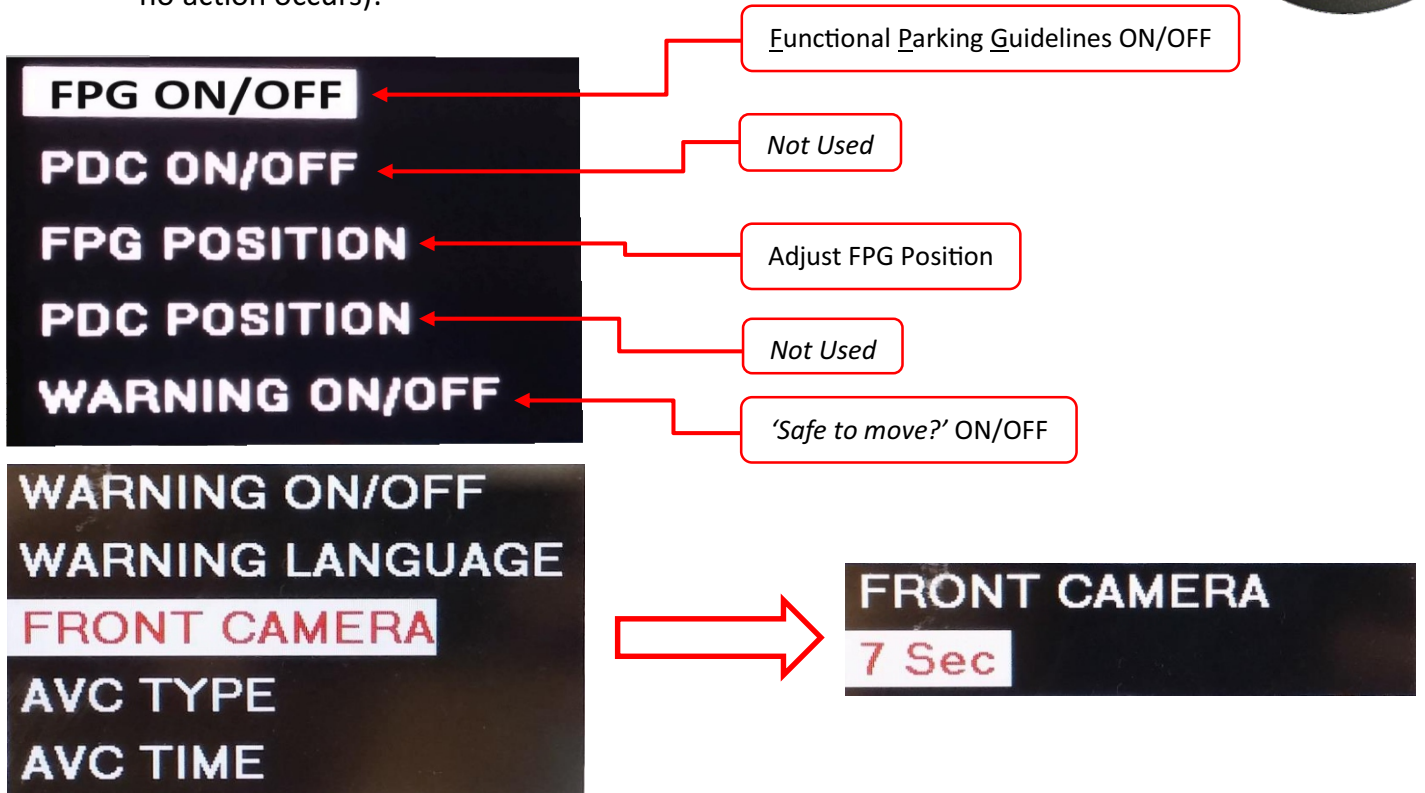 no action occurs).
Functional Parking Guidelines ON/OFF
FPG ON/OFF
Not Used
PDC ON/OFF
FPG POSITION
Adjust FPG Position
PDC POSITION
Not Used
WARNING ON/OFF
‘Safe to move?’ ON/OFF
WARNING ON/OFF
WARNING LANGUAGE
FRONT CAMERA
AVC TYPE
AVC TIME
FRONT CAMERA
7 Sec